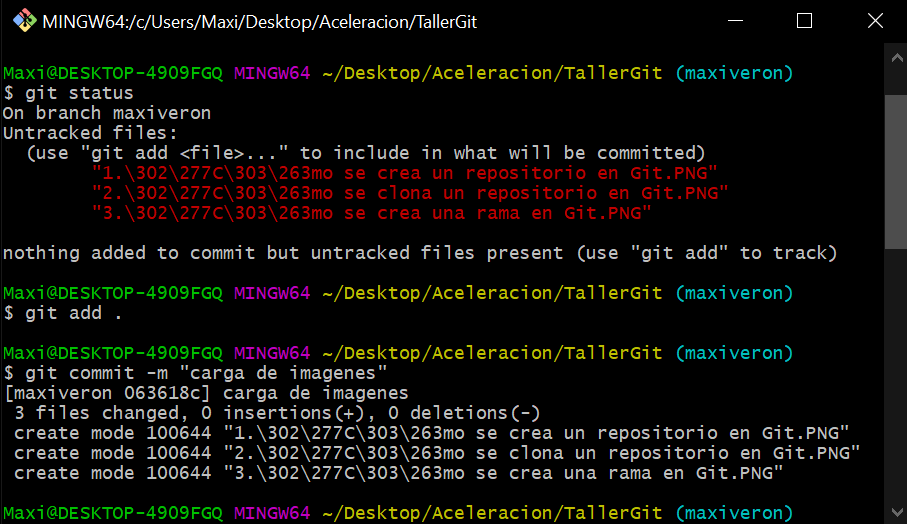 MINGW64:/c/Users/Maxi/Desktop/Aceleracion/TallerGit
Maxi@DESKTOP-4909FGQ MINGW64 ~/Desktop/Aceleracion/TallerGit (maxiveron)
$ git status
On branch maxiveron
Untracked files:
  (use "git add <file>..." to include in what will be committed)
        "1.\302\277C\303\263mo se crea un repositorio en Git.PNG"
        "2.\302\277C\303\263mo se clona un repositorio en Git.PNG"
        "3.\302\277C\303\263mo se crea una rama en Git.PNG"
nothing added to commit but untracked files present (use "git add" to track)
Maxi@DESKTOP-4909FGQ MINGW64 ~/Desktop/Aceleracion/TallerGit (maxiveron)
$ git add .
Maxi@DESKTOP-4909FGQ MINGW64 ~/Desktop/Aceleracion/TallerGit (maxiveron)
$ git commit -m "carga de imagenes"
[maxiveron 063618c] carga de imagenes
 3 files changed, 0 insertions(+), 0 deletions(-)
 create mode 100644 "1.\302\277C\303\263mo se crea un repositorio en Git.PNG"
 create mode 100644 "2.\302\277C\303\263mo se clona un repositorio en Git.PNG"
 create mode 100644 "3.\302\277C\303\263mo se crea una rama en Git.PNG"
Maxi@DESKTOP-4909FGQ MINGW64 ~/Desktop/Aceleracion/TallerGit (maxiveron)